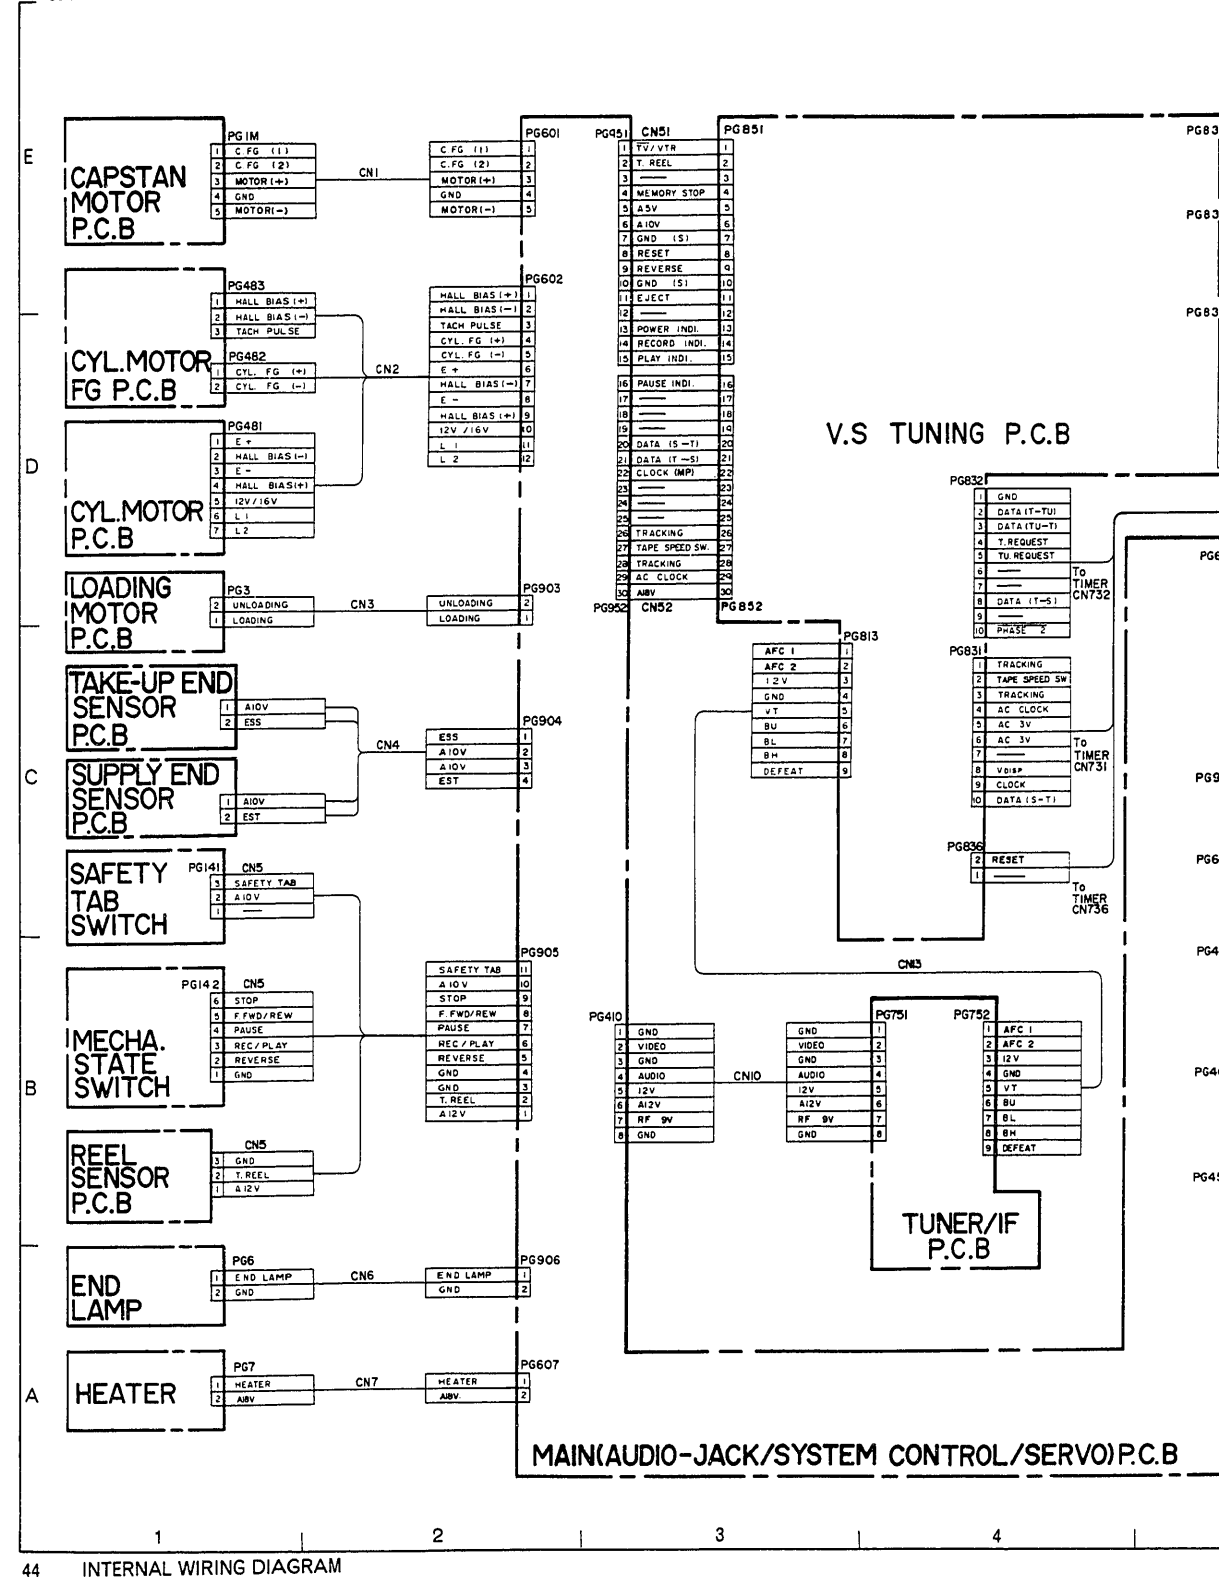 E
CAPSTAN
MOTOR
P.C.B
PG1M
1 C.FG (1)
2 C.FG (2)
3 MOTOR(+)
4 GND
5 MOTOR(-)
CN1
PG601
C.FG (1) 1
C.FG (2) 2
MOTOR(+) 3
GND 4
MOTOR(-) 5
PG951 CN51 PG851
1 TV/VTR 1
2 T. REEL 2
3 — 3
4 MEMORY STOP 4
5 A5V 5
6 A10V 6
7 GND (S) 7
8 RESET 8
9 REVERSE 9
10 GND (S) 10
11 EJECT 11
12 — 12
13 POWER INDI. 13
14 RECORD INDI. 14
15 PLAY INDI. 15
16 PAUSE INDI. 16
17 — 17
18 — 18
19 — 19
20 DATA (S-T) 20
21 DATA (T-S) 21
22 CLOCK (MP) 22
23 — 23
24 — 24
25 — 25
26 TRACKING 26
27 TAPE SPEED SW. 27
28 TRACKING 28
29 AC CLOCK 29
30 A18V 30
PG952 CN52 PG852
PG83
PG83
PG83
CYL.MOTOR
FG P.C.B
PG483
1 HALL BIAS(+)
2 HALL BIAS(-)
3 TACH PULSE
PG482
1 CYL. FG (+)
2 CYL. FG (-)
CN2
PG602
HALL BIAS(+) 1
HALL BIAS(-) 2
TACH PULSE 3
CYL. FG (+) 4
CYL. FG (-) 5
E + 6
HALL BIAS(-) 7
E - 8
HALL BIAS (+) 9
12V /16V 10
L 1 11
L 2 12
D
CYL.MOTOR
P.C.B
PG481
1 E +
2 HALL BIAS(-)
3 E -
4 HALL BIAS(+)
5 12V/16V
6 L 1
7 L 2
V.S TUNING P.C.B
PG832
1 GND
2 DATA(T-TU)
3 DATA(TU-T)
4 T.REQUEST
5 TU.REQUEST
6 —
7 —
8 DATA (T-S)
9 —
10 PHASE 2
To
TIMER
CN732
PG6
LOADING
MOTOR
P.C.B
PG3
2 UNLOADING
1 LOADING
CN3
PG903
UNLOADING 2
LOADING 1
PG813
AFC 1 1
AFC 2 2
12V 3
GND 4
VT 5
BU 6
BL 7
BH 8
DEFEAT 9
PG831
1 TRACKING
2 TAPE SPEED SW
3 TRACKING
4 AC CLOCK
5 AC 3V
6 AC 3V
7 —
8 VDISP
9 CLOCK
10 DATA (S-T)
To
TIMER
CN731
C
TAKE-UP END
SENSOR
P.C.B
1 A10V
2 ESS
SUPPLY END
SENSOR
P.C.B
1 A10V
2 EST
CN4
PG904
ESS 1
A10V 2
A10V 3
EST 4
PG9
PG836
2 RESET
1 —
To
TIMER
CN736
PG6
SAFETY
TAB
SWITCH
PG141 CN5
3 SAFETY TAB
2 A10V
1 —
PG4
CN13
B
MECHA.
STATE
SWITCH
PG142 CN5
6 STOP
5 F.FWD/REW
4 PAUSE
3 REC/PLAY
2 REVERSE
1 GND
PG905
SAFETY TAB 11
A10V 10
STOP 9
F.FWD/REW 8
PAUSE 7
REC/PLAY 6
REVERSE 5
GND 4
GND 3
T.REEL 2
A12V 1
PG410
1 GND
2 VIDEO
3 GND
4 AUDIO
5 12V
6 A12V
7 RF 9V
8 GND
CN10
PG751
GND 1
VIDEO 2
GND 3
AUDIO 4
12V 5
A12V 6
RF 9V 7
GND 8
PG752
1 AFC 1
2 AFC 2
3 12V
4 GND
5 VT
6 BU
7 BL
8 BH
9 DEFEAT
PG4
REEL
SENSOR
P.C.B
CN5
3 GND
2 T.REEL
1 A12V
PG45
TUNER/IF
P.C.B
END
LAMP
PG6
1 END LAMP
2 GND
CN6
PG906
END LAMP 1
GND 2
A
HEATER
PG7
1 HEATER
2 A18V
CN7
PG607
HEATER 1
A18V 2
MAIN(AUDIO-JACK/SYSTEM CONTROL/SERVO)P.C.B
1 2 3 4
44 INTERNAL WIRING DIAGRAM